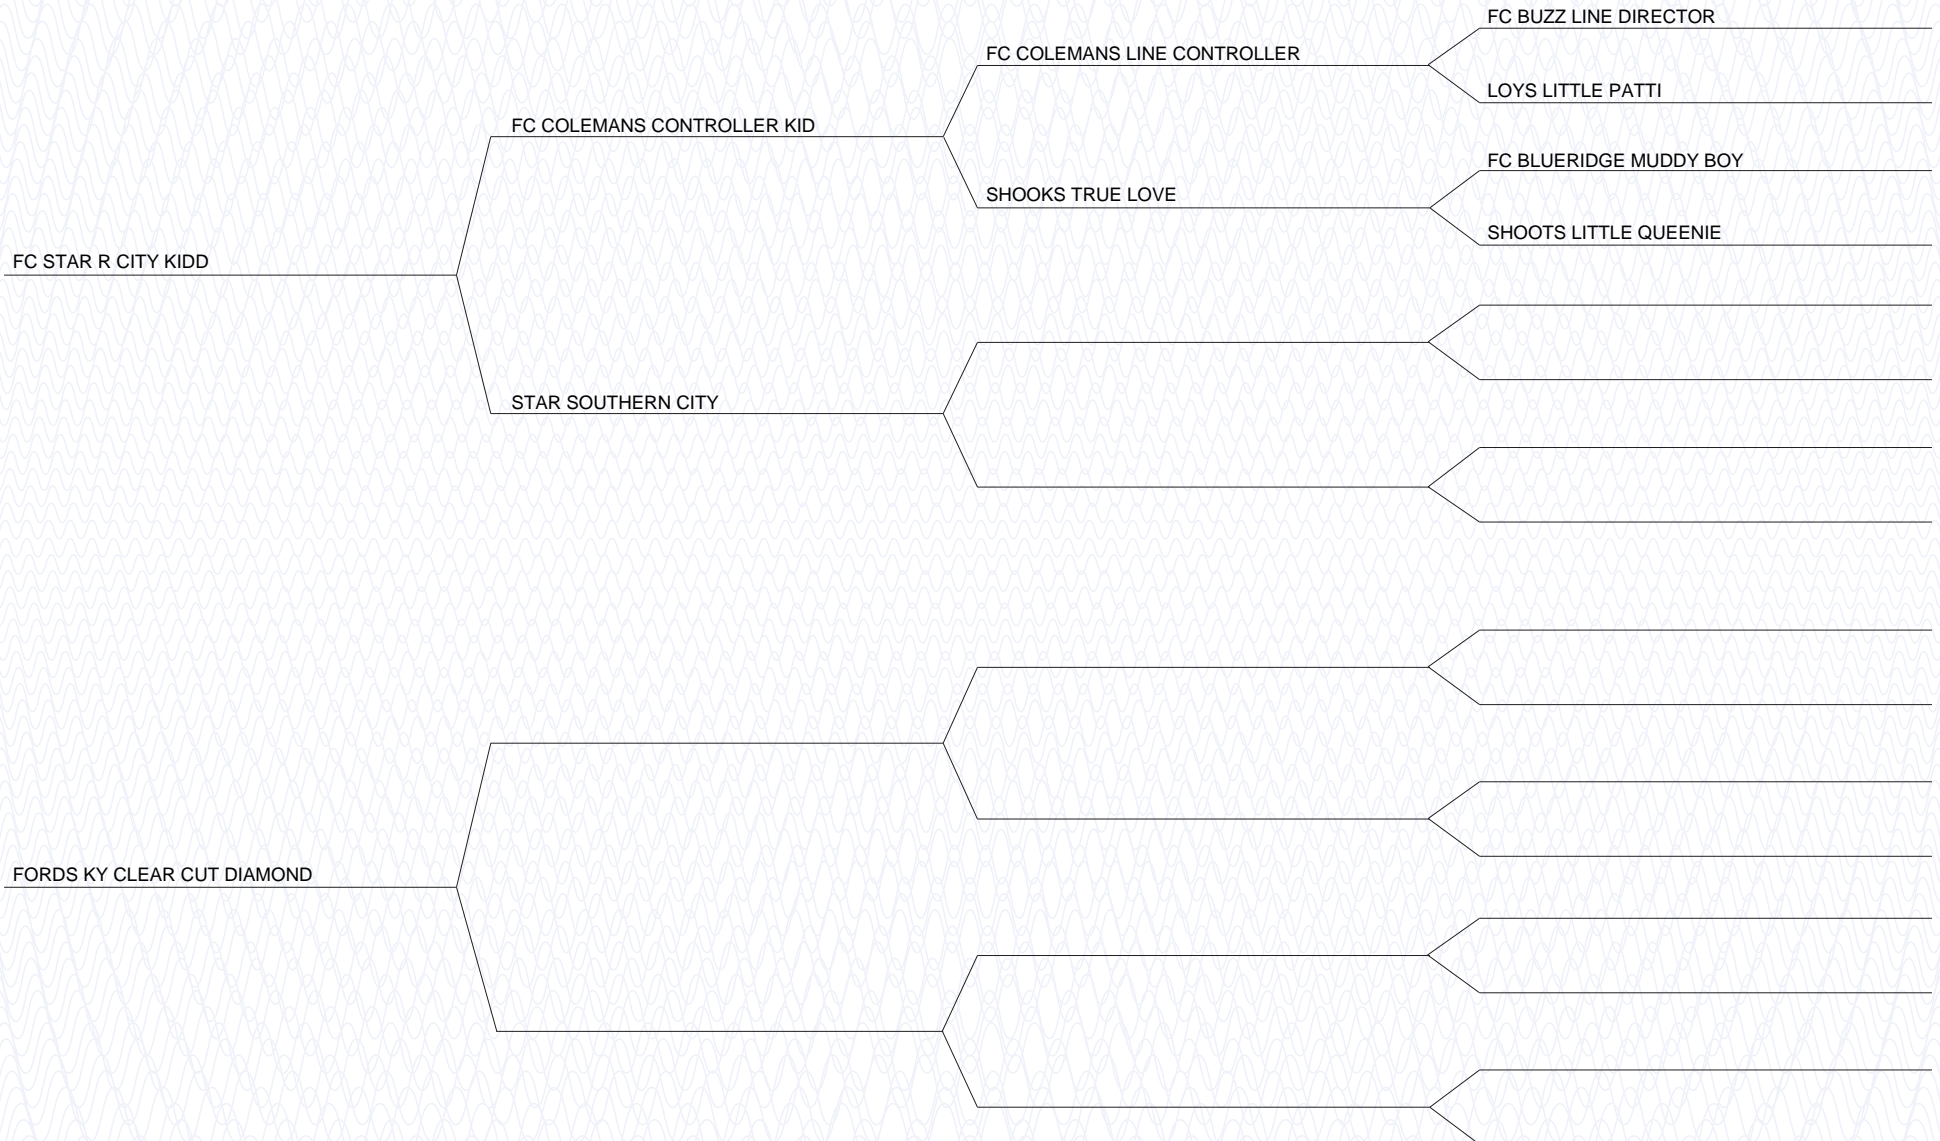 FC BUZZ LINE DIRECTOR
FC COLEMANS LINE CONTROLLER
LOYS LITTLE PATTI
FC COLEMANS CONTROLLER KID
FC BLUERIDGE MUDDY BOY
SHOOKS TRUE LOVE
SHOOTS LITTLE QUEENIE
FC STAR R CITY KIDD
STAR SOUTHERN CITY
FORDS KY CLEAR CUT DIAMOND